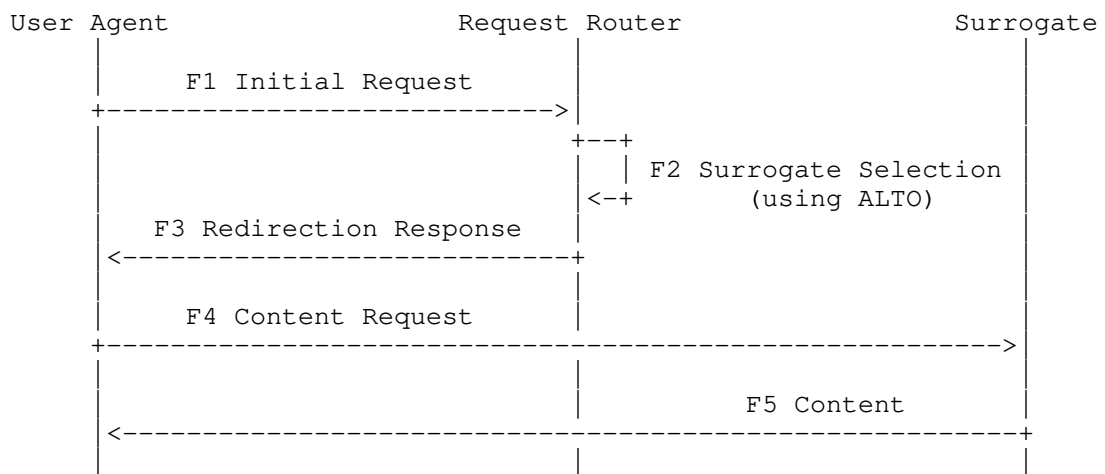 User Agent Request Router Surrogate
F1 Initial Request
F2 Surrogate Selection
(using ALTO)
F3 Redirection Response
F4 Content Request
F5 Content